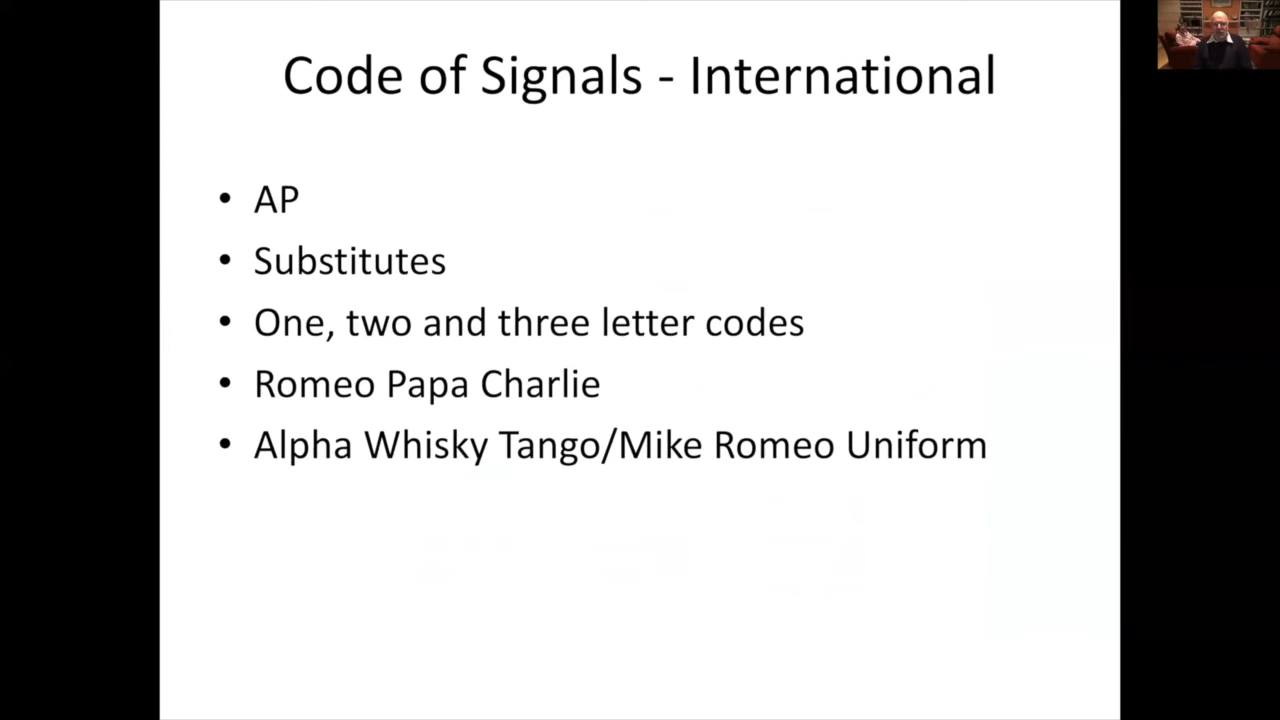 Code of Signals - International
• AP
• Substitutes
• One, two and three letter codes
• Romeo Papa Charlie
• Alpha Whisky Tango/Mike Romeo Uniform